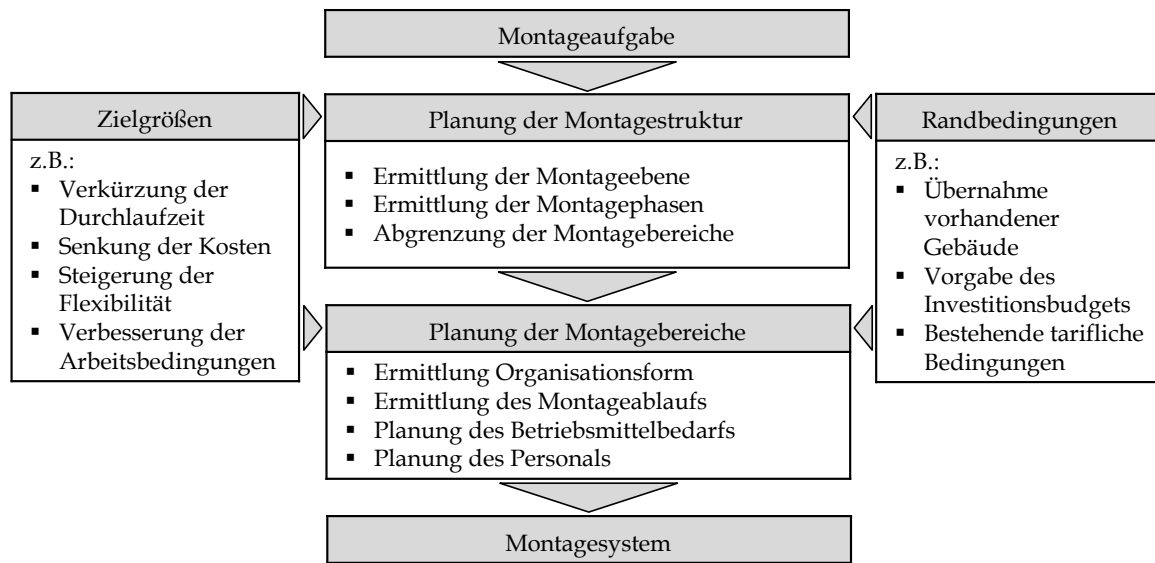 Montageaufgabe
Zielgrößen
z.B.:
▪ Verkürzung der
Durchlaufzeit
▪ Senkung der Kosten
▪ Steigerung der
Flexibilität
▪ Verbesserung der
Arbeitsbedingungen
Planung der Montagestruktur
▪ Ermittlung der Montageebene
▪ Ermittlung der Montagephasen
▪ Abgrenzung der Montagebereiche
Planung der Montagebereiche
▪ Ermittlung Organisationsform
▪ Ermittlung des Montageablaufs
▪ Planung des Betriebsmittelbedarfs
▪ Planung des Personals
Randbedingungen
z.B.:
▪ Übernahme
vorhandener
Gebäude
▪ Vorgabe des
Investitionsbudgets
▪ Bestehende tarifliche
Bedingungen
Montagesystem